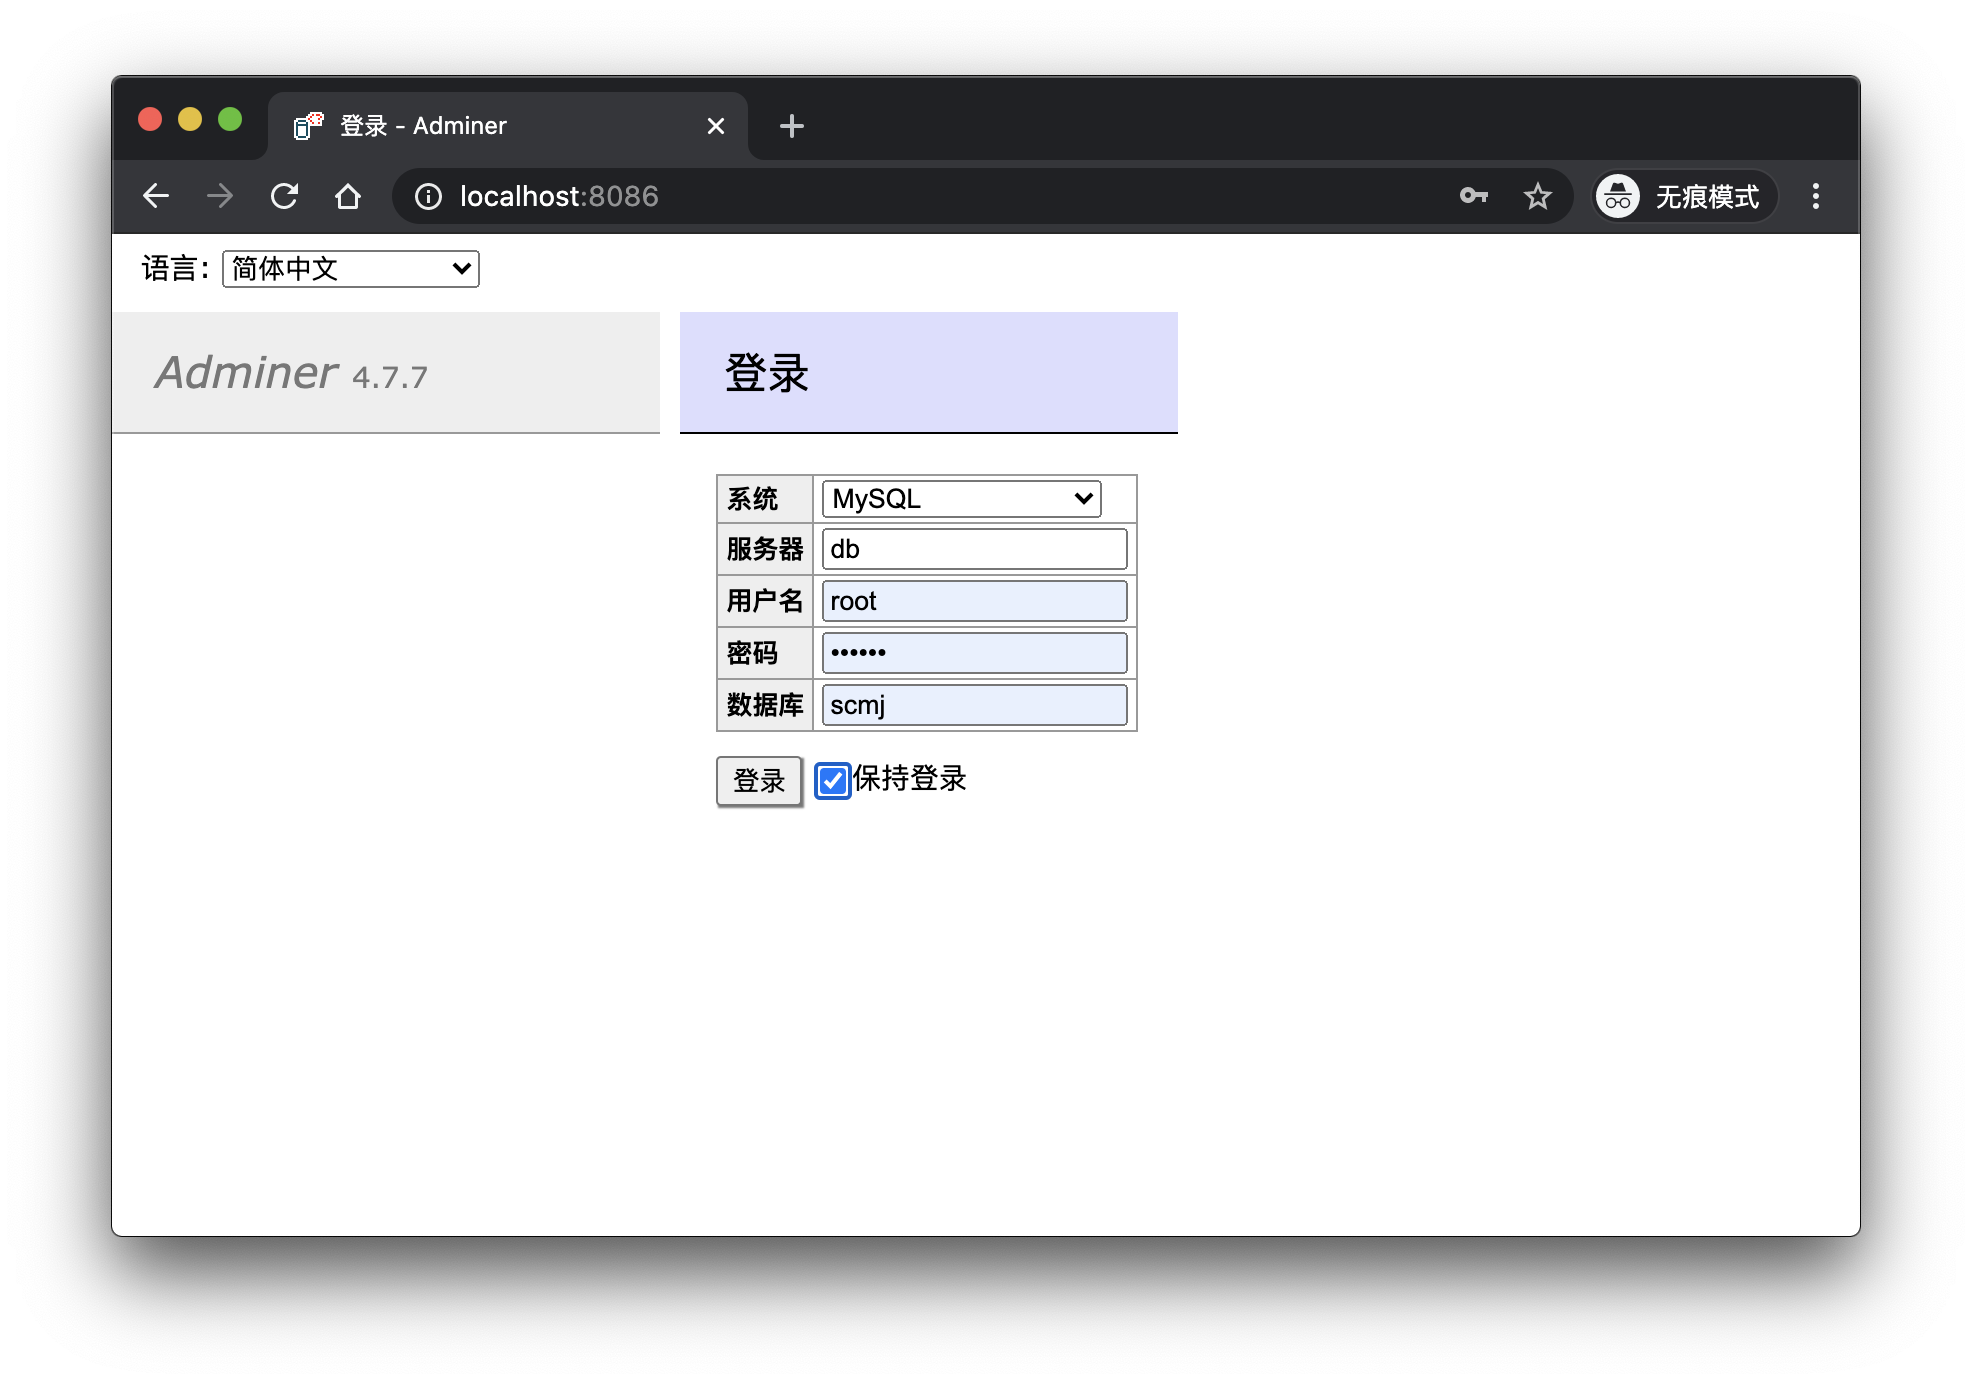 登录 - Adminer
localhost:8086
无痕模式
语言: 简体中文
Adminer 4.7.7
登录
系统 MySQL
服务器 db
用户名 root
密码 ••••••
数据库 scmj
登录 保持登录